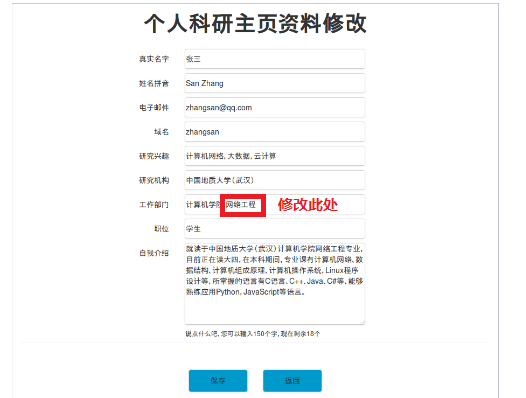 个人科研主页资料修改
真实名字 张三
姓名拼音 San Zhang
电子邮件 zhangsan@qq.com
域名 zhangsan
研究兴趣 计算机网络,大数据,云计算
研究机构 中国地质大学(武汉)
工作部门 计算机学院 网络工程 修改此处
职位 学生
自我介绍 就读于中国地质大学(武汉)计算机学院网络工程专业,
目前正在读大四,在本科期间,专业课有计算机网络,数
据结构,计算机组成原理,计算机操作系统,Linux程序
设计等,所掌握的语言有C语言、C++,Java,C#等,能够
熟练应用Python,JavaScript等语言。
说点什么吧,您可以输入150个字,现在剩余18个
保存 返回